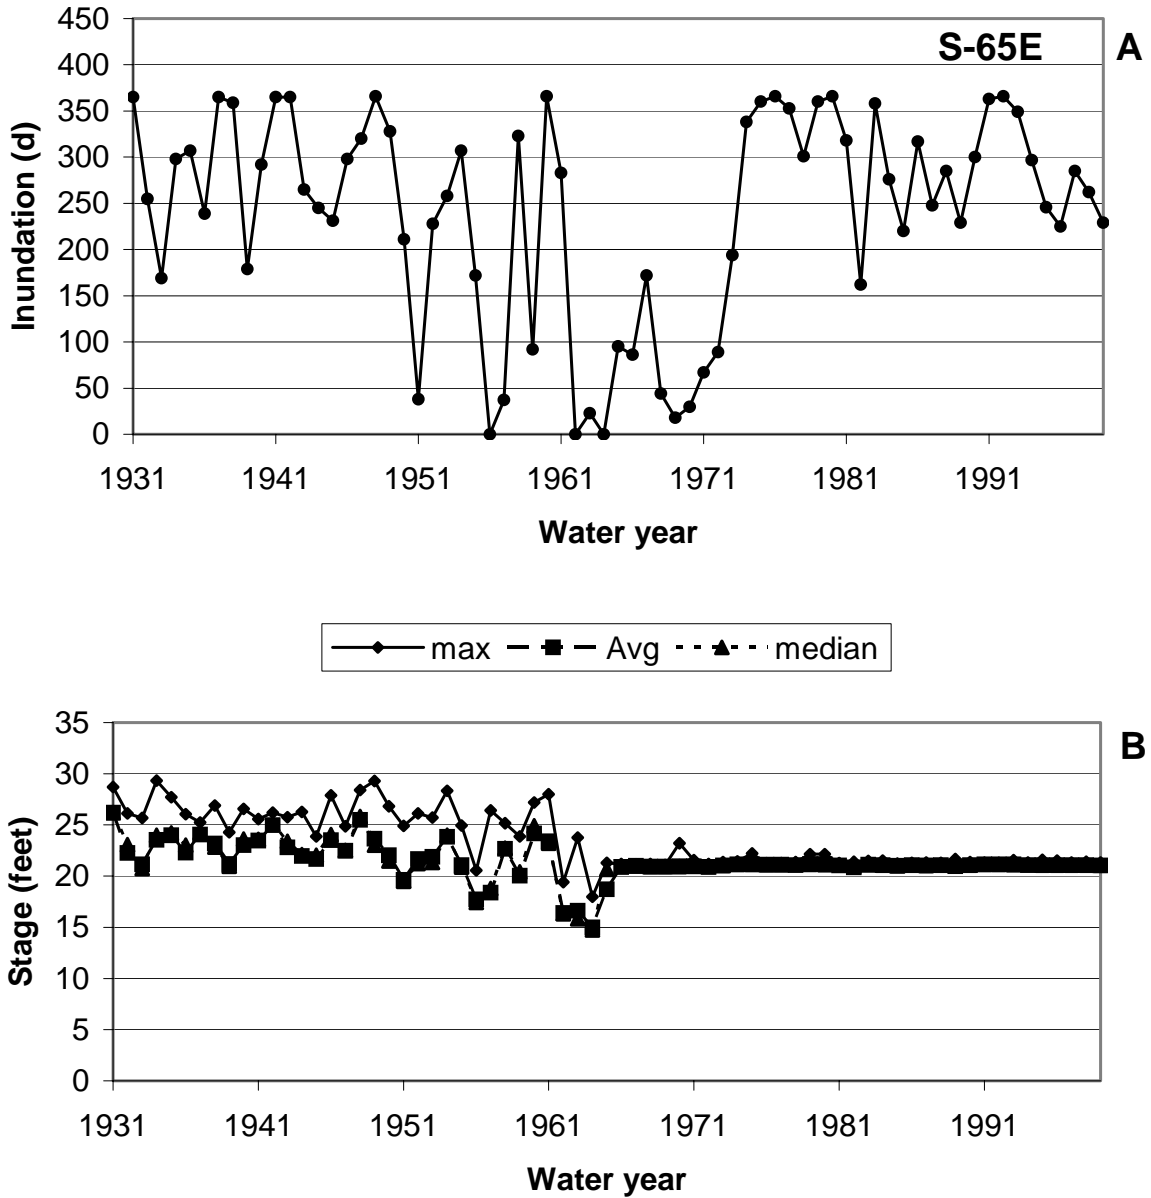 S-65E
A
450
400
350
300
250
200
150
100
50
0
Inundation (d)
1931 1941 1951 1961 1971 1981 1991
Water year
max Avg median
B
35
30
25
20
15
10
5
0
Stage (feet)
1931 1941 1951 1961 1971 1981 1991
Water year